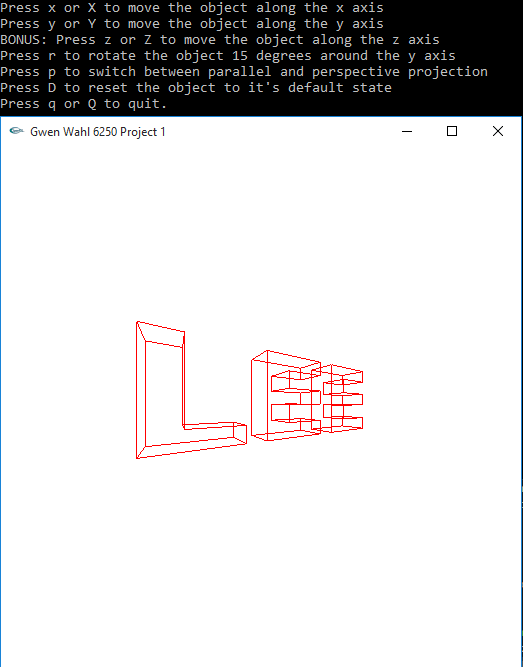 Press x or X to move the object along the x axis
Press y or Y to move the object along the y axis
BONUS: Press z or Z to move the object along the z axis
Press r to rotate the object 15 degrees around the y axis
Press p to switch between parallel and perspective projection
Press D to reset the object to it's default state
Press q or Q to quit.
Gwen Wahl 6250 Project 1
LEE